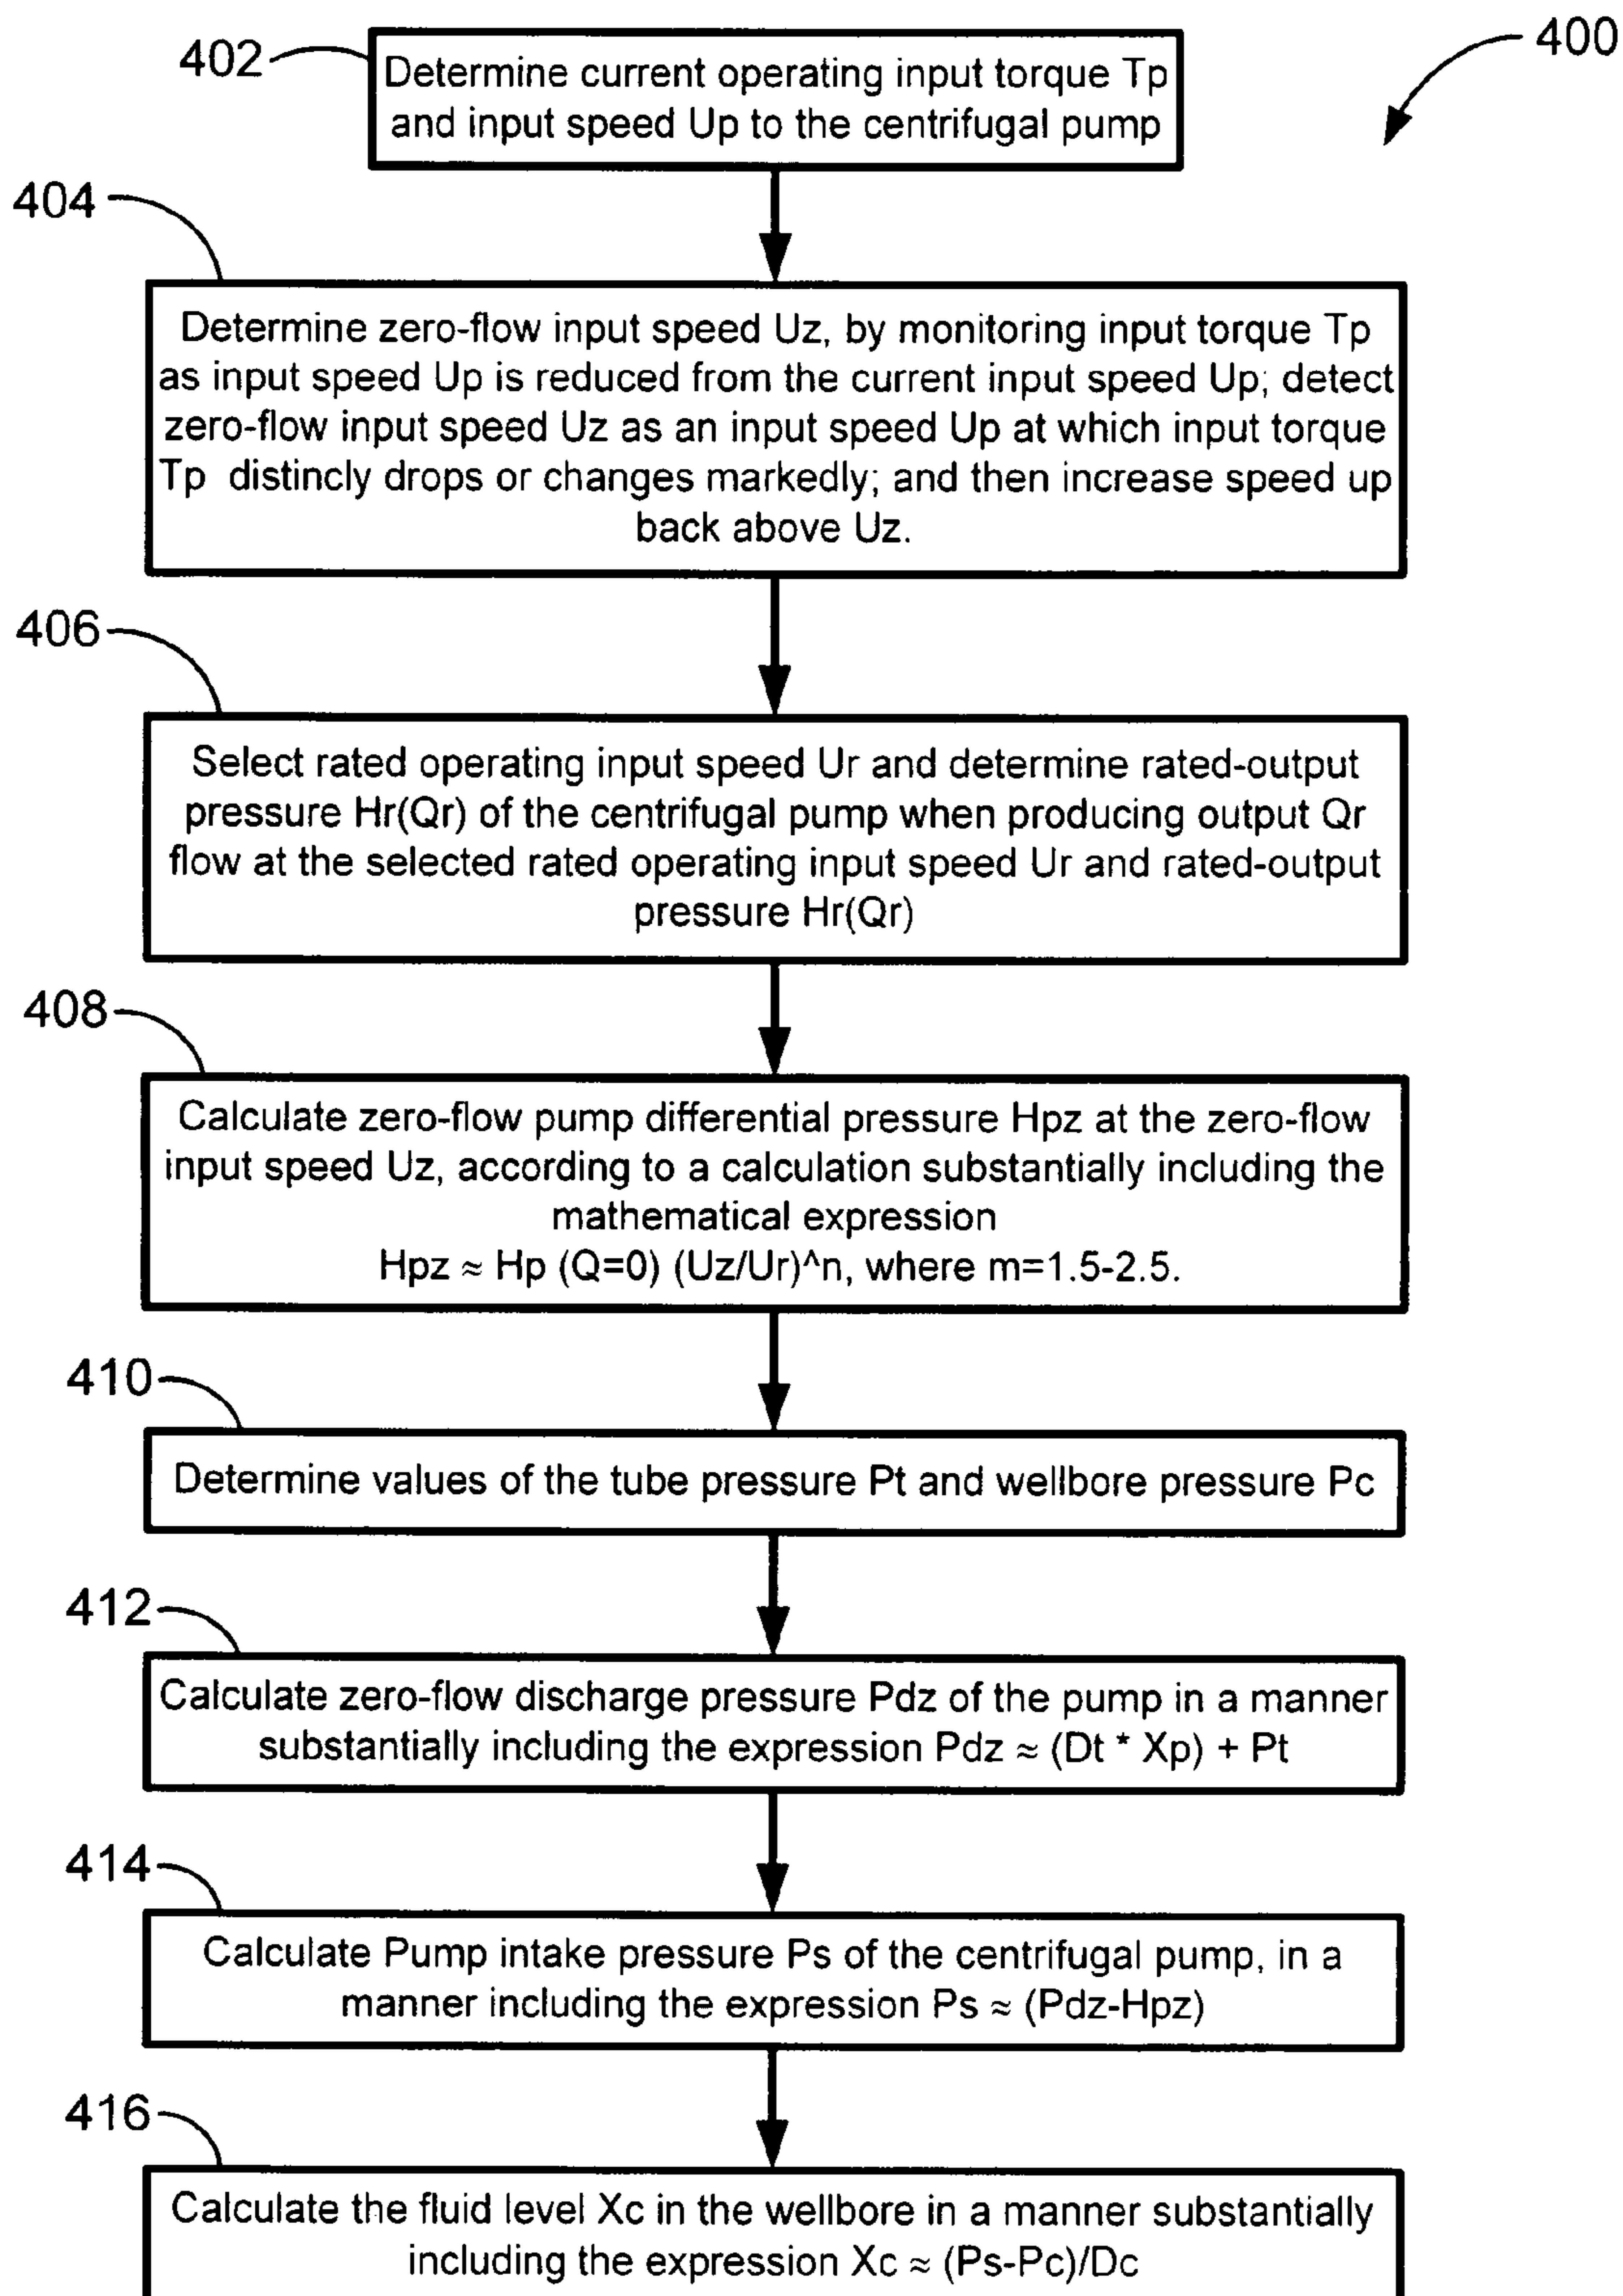 400
402
Determine current operating input torque Tp
and input speed Up to the centrifugal pump
404
Determine zero-flow input speed Uz, by monitoring input torque Tp
as input speed Up is reduced from the current input speed Up; detect
zero-flow input speed Uz as an input speed Up at which input torque
Tp distincly drops or changes markedly; and then increase speed up
back above Uz.
406
Select rated operating input speed Ur and determine rated-output
pressure Hr(Qr) of the centrifugal pump when producing output Qr
flow at the selected rated operating input speed Ur and rated-output
pressure Hr(Qr)
408
Calculate zero-flow pump differential pressure Hpz at the zero-flow
input speed Uz, according to a calculation substantially including the
mathematical expression
Hpz ≈ Hp (Q=0) (Uz/Ur)^n, where m=1.5-2.5.
410
Determine values of the tube pressure Pt and wellbore pressure Pc
412
Calculate zero-flow discharge pressure Pdz of the pump in a manner
substantially including the expression Pdz ≈ (Dt * Xp) + Pt
414
Calculate Pump intake pressure Ps of the centrifugal pump, in a
manner including the expression Ps ≈ (Pdz-Hpz)
416
Calculate the fluid level Xc in the wellbore in a manner substantially
including the expression Xc ≈ (Ps-Pc)/Dc